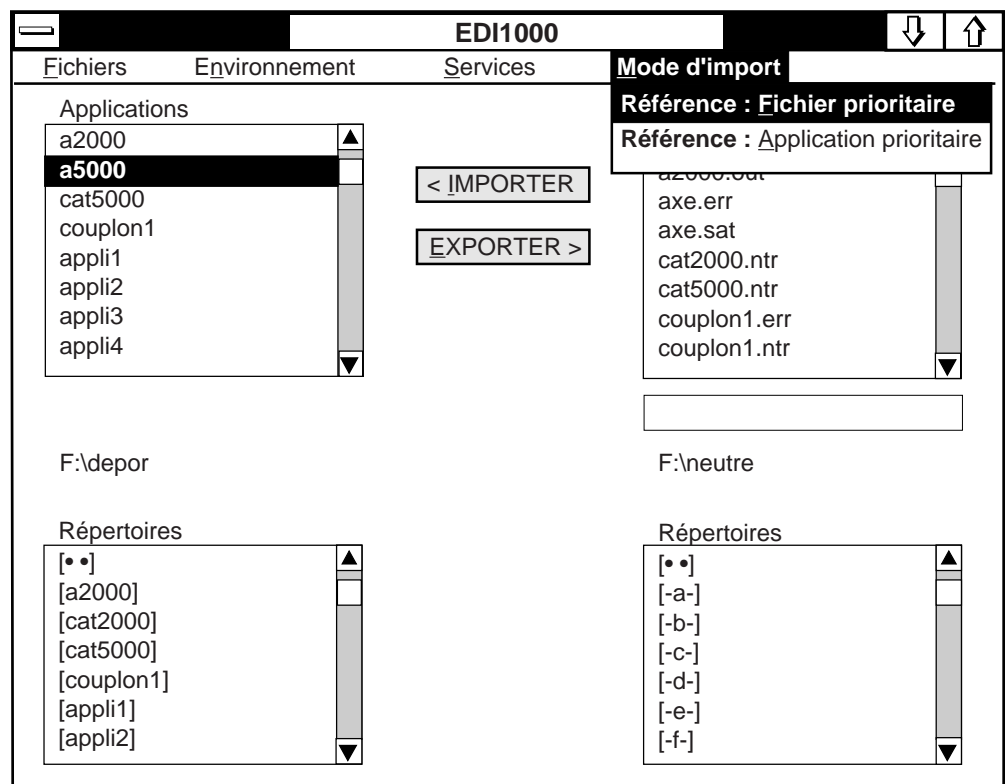 EDI1000
Fichiers Environnement Services Mode d'import
Référence : Fichier prioritaire
Référence : Application prioritaire
Applications
a2000
a5000
cat5000
couplon1
appli1
appli2
appli3
appli4
< IMPORTER
EXPORTER >
a2000.out
axe.err
axe.sat
cat2000.ntr
cat5000.ntr
couplon1.err
couplon1.ntr
F:\depor
F:\neutre
Répertoires
[• •]
[a2000]
[cat2000]
[cat5000]
[couplon1]
[appli1]
[appli2]
Répertoires
[• •]
[-a-]
[-b-]
[-c-]
[-d-]
[-e-]
[-f-]